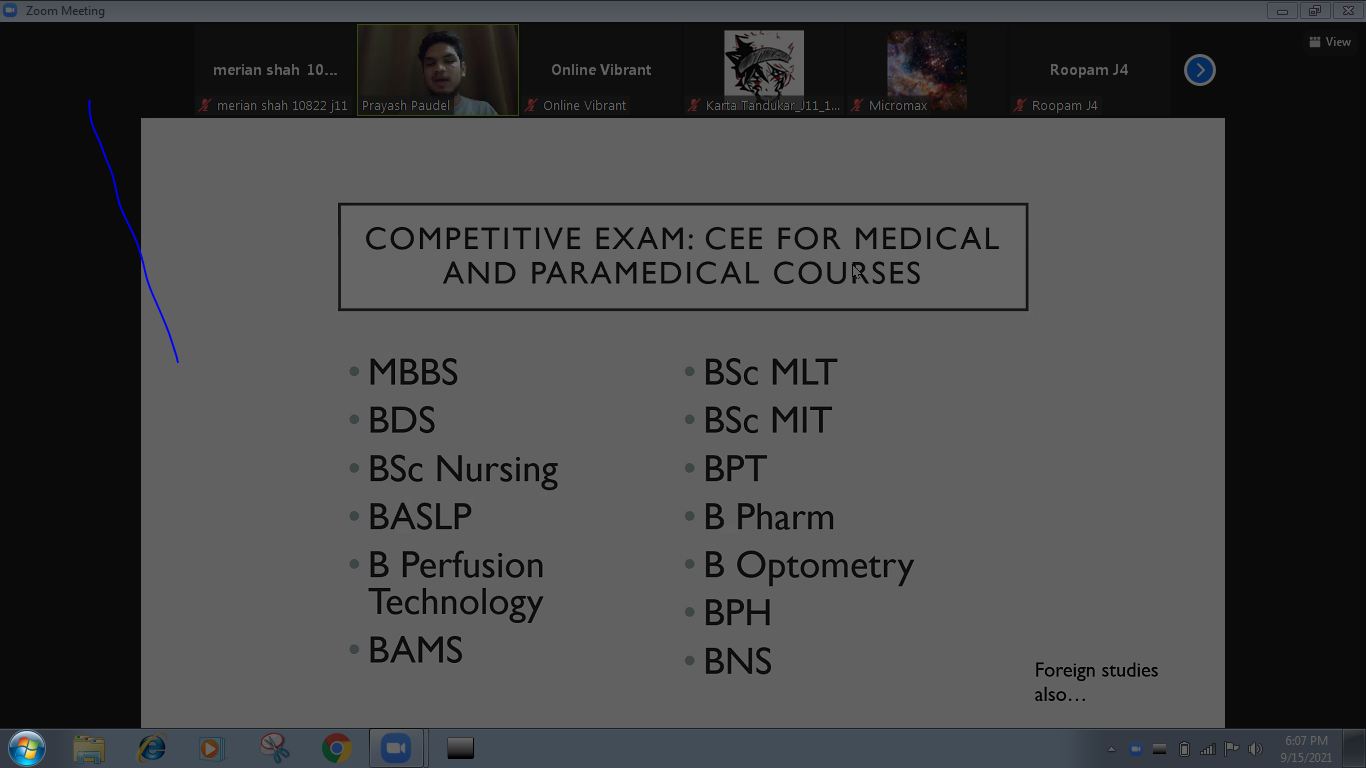 Zoom Meeting
View
merian shah 10...
Online Vibrant
Roopam J4
merian shah 10822 j11
Prayash Paudel
Online Vibrant
Karta Tandukar_J11_1...
Micromax
Roopam J4
COMPETITIVE EXAM: CEE FOR MEDICAL
AND PARAMEDICAL COURSES
• MBBS
• BDS
• BSc Nursing
• BASLP
• B Perfusion
Technology
• BAMS
• BSc MLT
• BSc MIT
• BPT
• B Pharm
• B Optometry
• BPH
• BNS
Foreign studies
also...
6:07 PM
9/15/2021